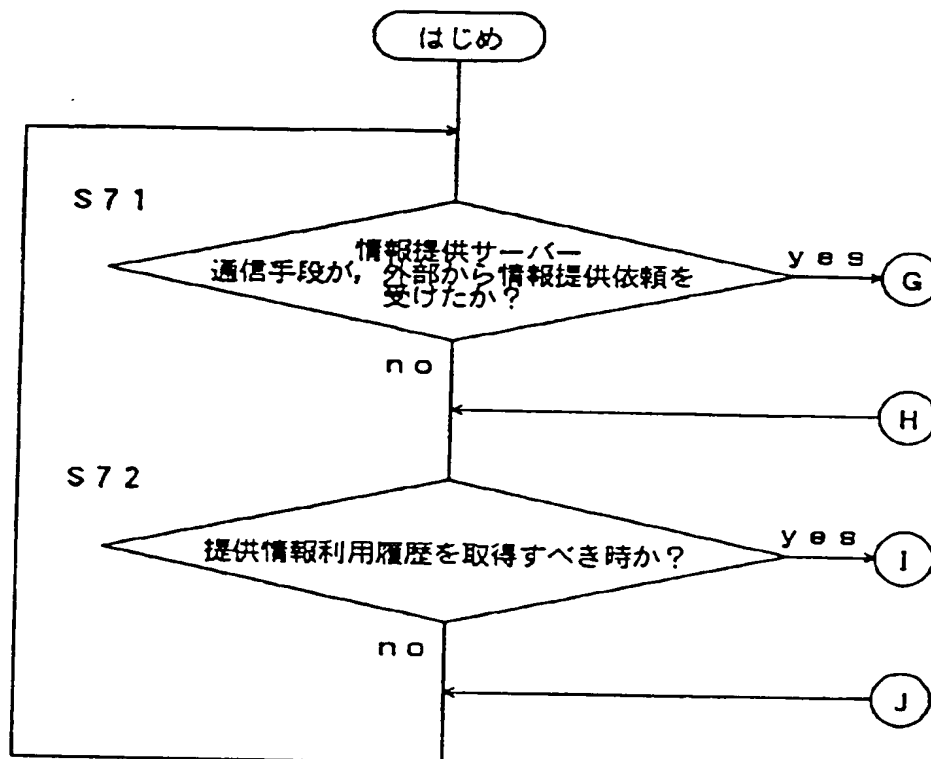 はじめ
S71
情報提供サーバー
通信手段が，外部から情報提供依頼を
受けたか？
yes
G
no
H
S72
提供情報利用履歴を取得すべき時か？
yes
I
no
J